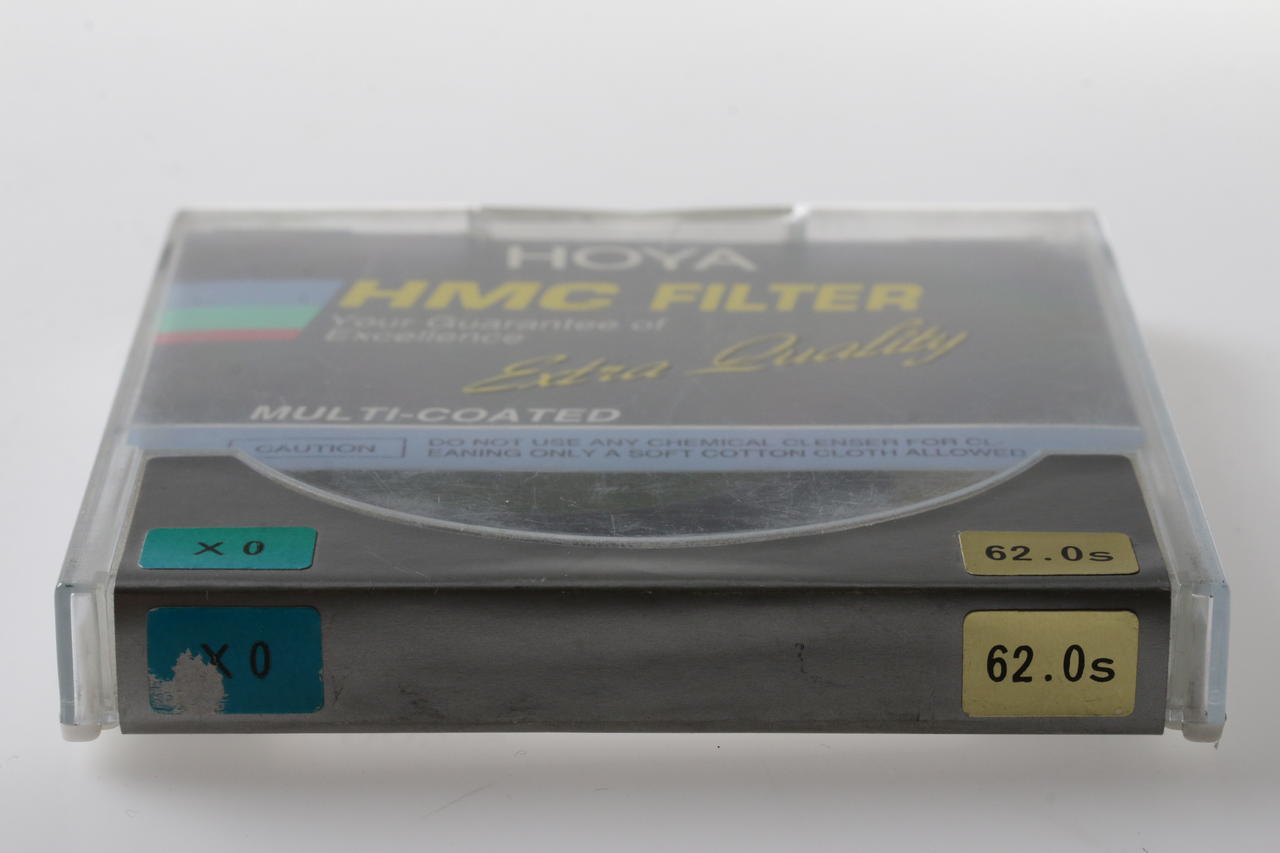 HOYA
HMC FILTER
Your Guarantee of
Excellence
Extra Quality
MULTI-COATED
CAUTION
DO NOT USE ANY CHEMICAL CLENSER FOR CL-
EANING ONLY A SOFT COTTON CLOTH ALLOWED
X 0
62.0s
X 0
62.0s